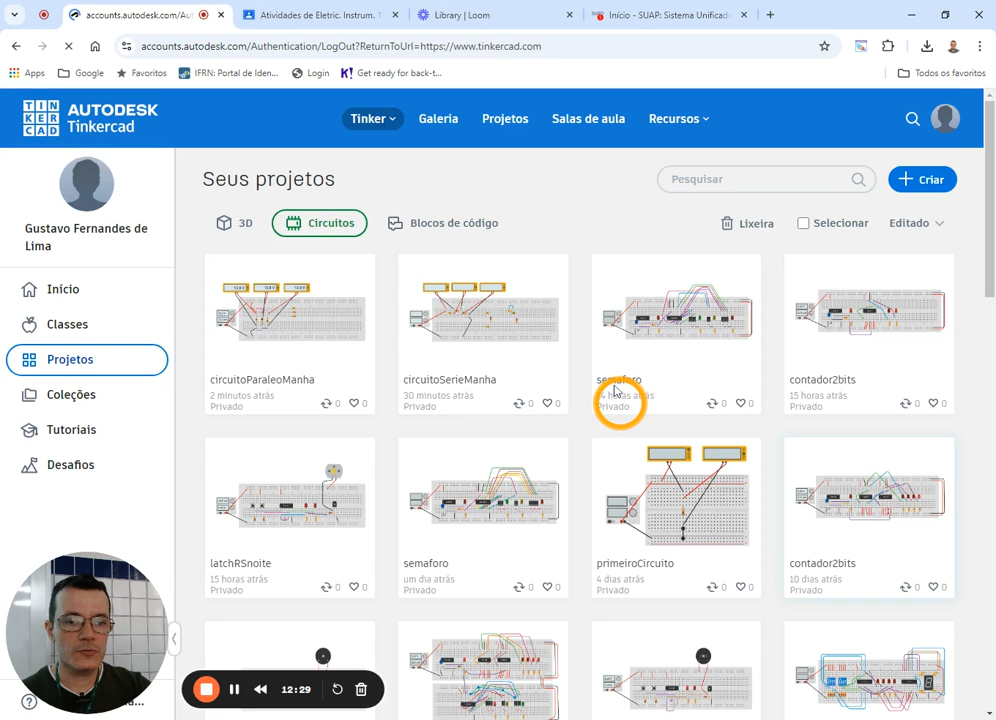 accounts.autodesk.com/Aut
Atividades de Eletric. Instrum. 1
Library | Loom
Início - SUAP: Sistema Unificad
accounts.autodesk.com/Authentication/LogOut?ReturnToUrl=https://www.tinkercad.com
Apps
Google
Favoritos
IFRN: Portal de Iden...
Login
Get ready for back-t...
Todos os favoritos
TIN
KER
CAD
AUTODESK
Tinkercad
Tinker
Galeria
Projetos
Salas de aula
Recursos
Gustavo Fernandes de
Lima
Início
Classes
Projetos
Coleções
Tutoriais
Desafios
Seus projetos
Pesquisar
Criar
3D
Circuitos
Blocos de código
Lixeira
Selecionar
Editado
circuitoParaleoManha
2 minutos atrás
Privado
0
0
circuitoSerieManha
30 minutos atrás
Privado
0
0
semaforo
horas atrás
Privado
0
0
contador2bits
15 horas atrás
Privado
0
0
latchRSnoite
15 horas atrás
Privado
0
0
semaforo
um dia atrás
Privado
0
0
primeiroCircuito
4 dias atrás
Privado
0
0
contador2bits
10 dias atrás
Privado
0
0
12:29